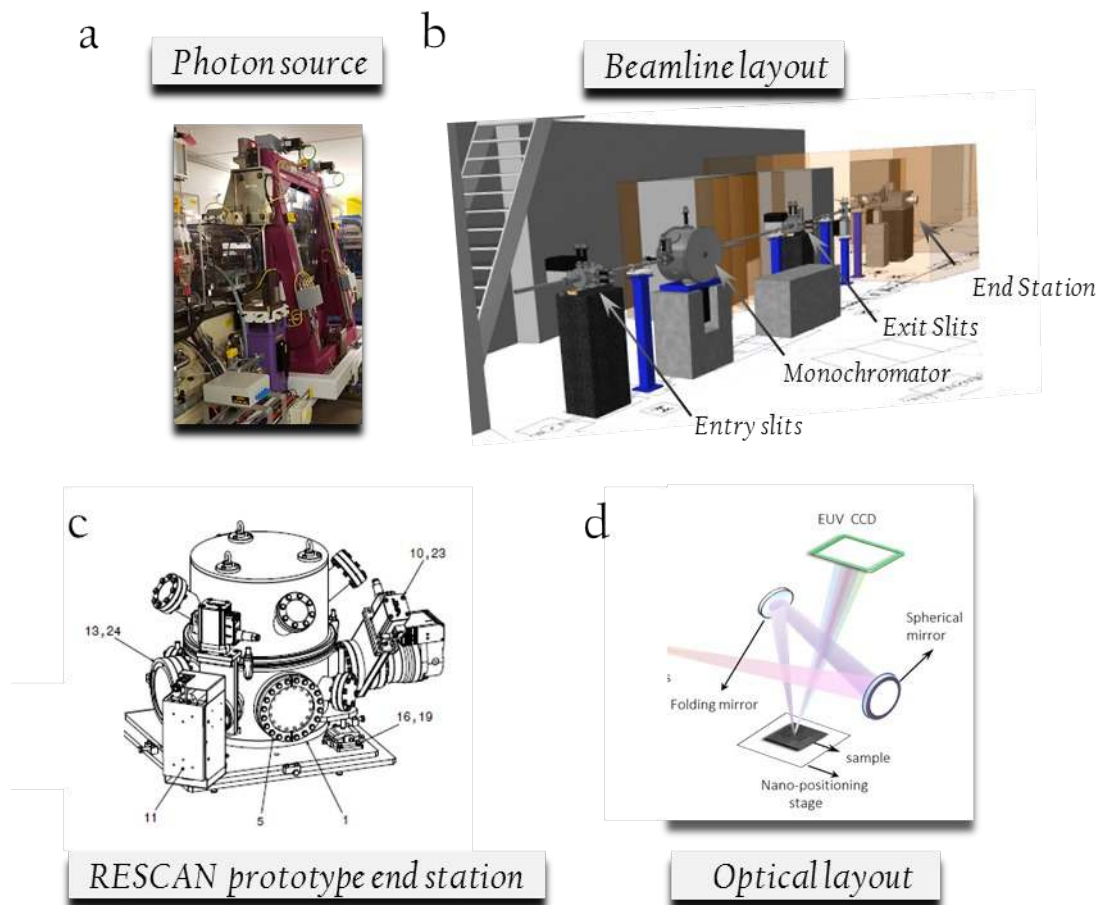 a
Photon source
b
Beamline layout
End Station
Exit Slits
Monochromator
Entry slits
c
10,23
13,24
16,19
11
5
1
RESCAN prototype end station
d
EUV CCD
Spherical
mirror
s
Folding mirror
sample
Nano-positioning
stage
Optical layout